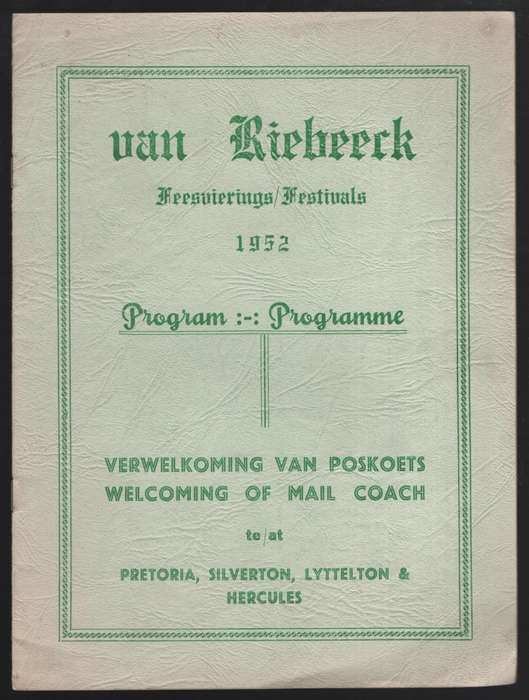 van Riebeeck
Feesvierings/Festivals
1952
Program :-: Programme
VERWELKOMING VAN POSKOETS
WELCOMING OF MAIL COACH
te/at
PRETORIA, SILVERTON, LYTTELTON &
HERCULES